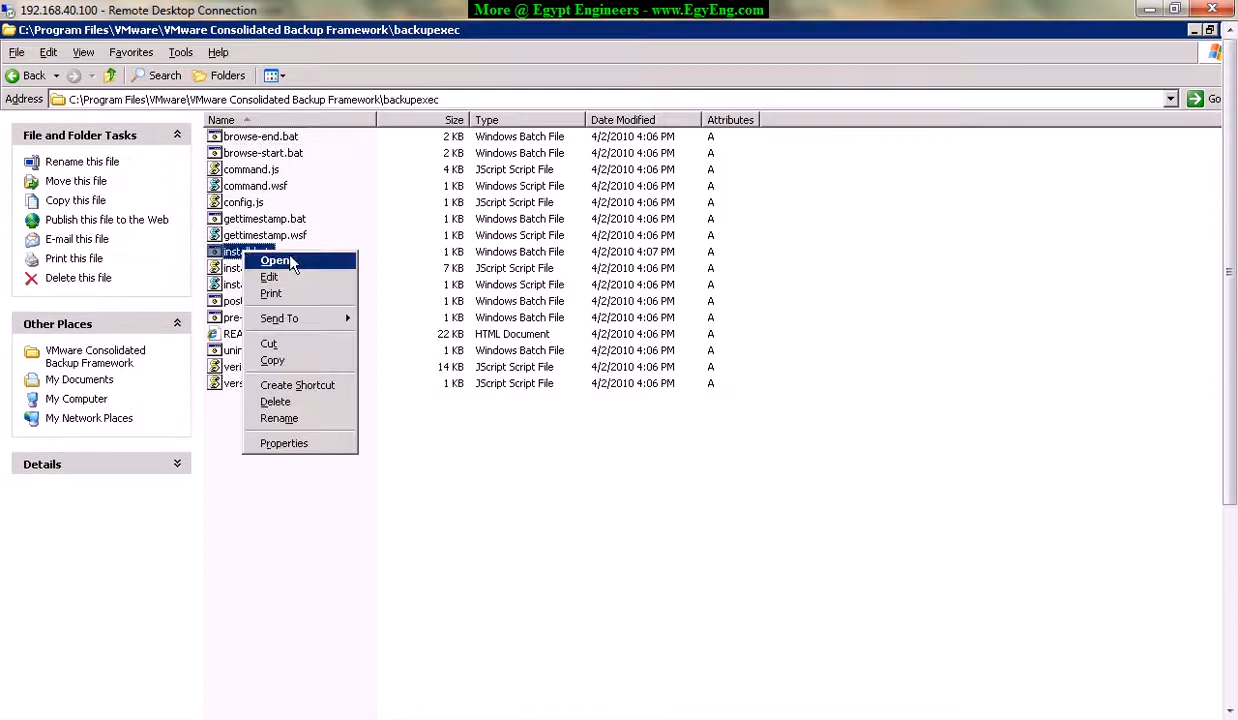 192.168.40.100 - Remote Desktop Connection
More @ Egypt Engineers - www.EgyEng.com
C:\Program Files\VMware\VMware Consolidated Backup Framework\backupexec
File Edit View Favorites Tools Help
Back Search Folders
Address C:\Program Files\VMware\VMware Consolidated Backup Framework\backupexec Go
File and Folder Tasks
Rename this file
Move this file
Copy this file
Publish this file to the Web
E-mail this file
Print this file
Delete this file
Other Places
VMware Consolidated
Backup Framework
My Documents
My Computer
My Network Places
Details
Name Size Type Date Modified Attributes
browse-end.bat 2 KB Windows Batch File 4/2/2010 4:06 PM A
browse-start.bat 2 KB Windows Batch File 4/2/2010 4:06 PM A
command.js 4 KB JScript Script File 4/2/2010 4:06 PM A
command.wsf 1 KB Windows Script File 4/2/2010 4:06 PM A
config.js 1 KB JScript Script File 4/2/2010 4:06 PM A
gettimestamp.bat 1 KB Windows Batch File 4/2/2010 4:06 PM A
gettimestamp.wsf 1 KB Windows Script File 4/2/2010 4:06 PM A
1 KB Windows Batch File 4/2/2010 4:07 PM A
inst 7 KB JScript Script File 4/2/2010 4:06 PM A
inst 1 KB Windows Script File 4/2/2010 4:06 PM A
pos 1 KB Windows Batch File 4/2/2010 4:06 PM A
pre- 1 KB Windows Batch File 4/2/2010 4:06 PM A
REA 22 KB HTML Document 4/2/2010 4:06 PM A
unin 1 KB Windows Batch File 4/2/2010 4:06 PM A
veri 14 KB JScript Script File 4/2/2010 4:06 PM A
vers 1 KB JScript Script File 4/2/2010 4:06 PM A
Open
Edit
Print
Send To
Cut
Copy
Create Shortcut
Delete
Rename
Properties